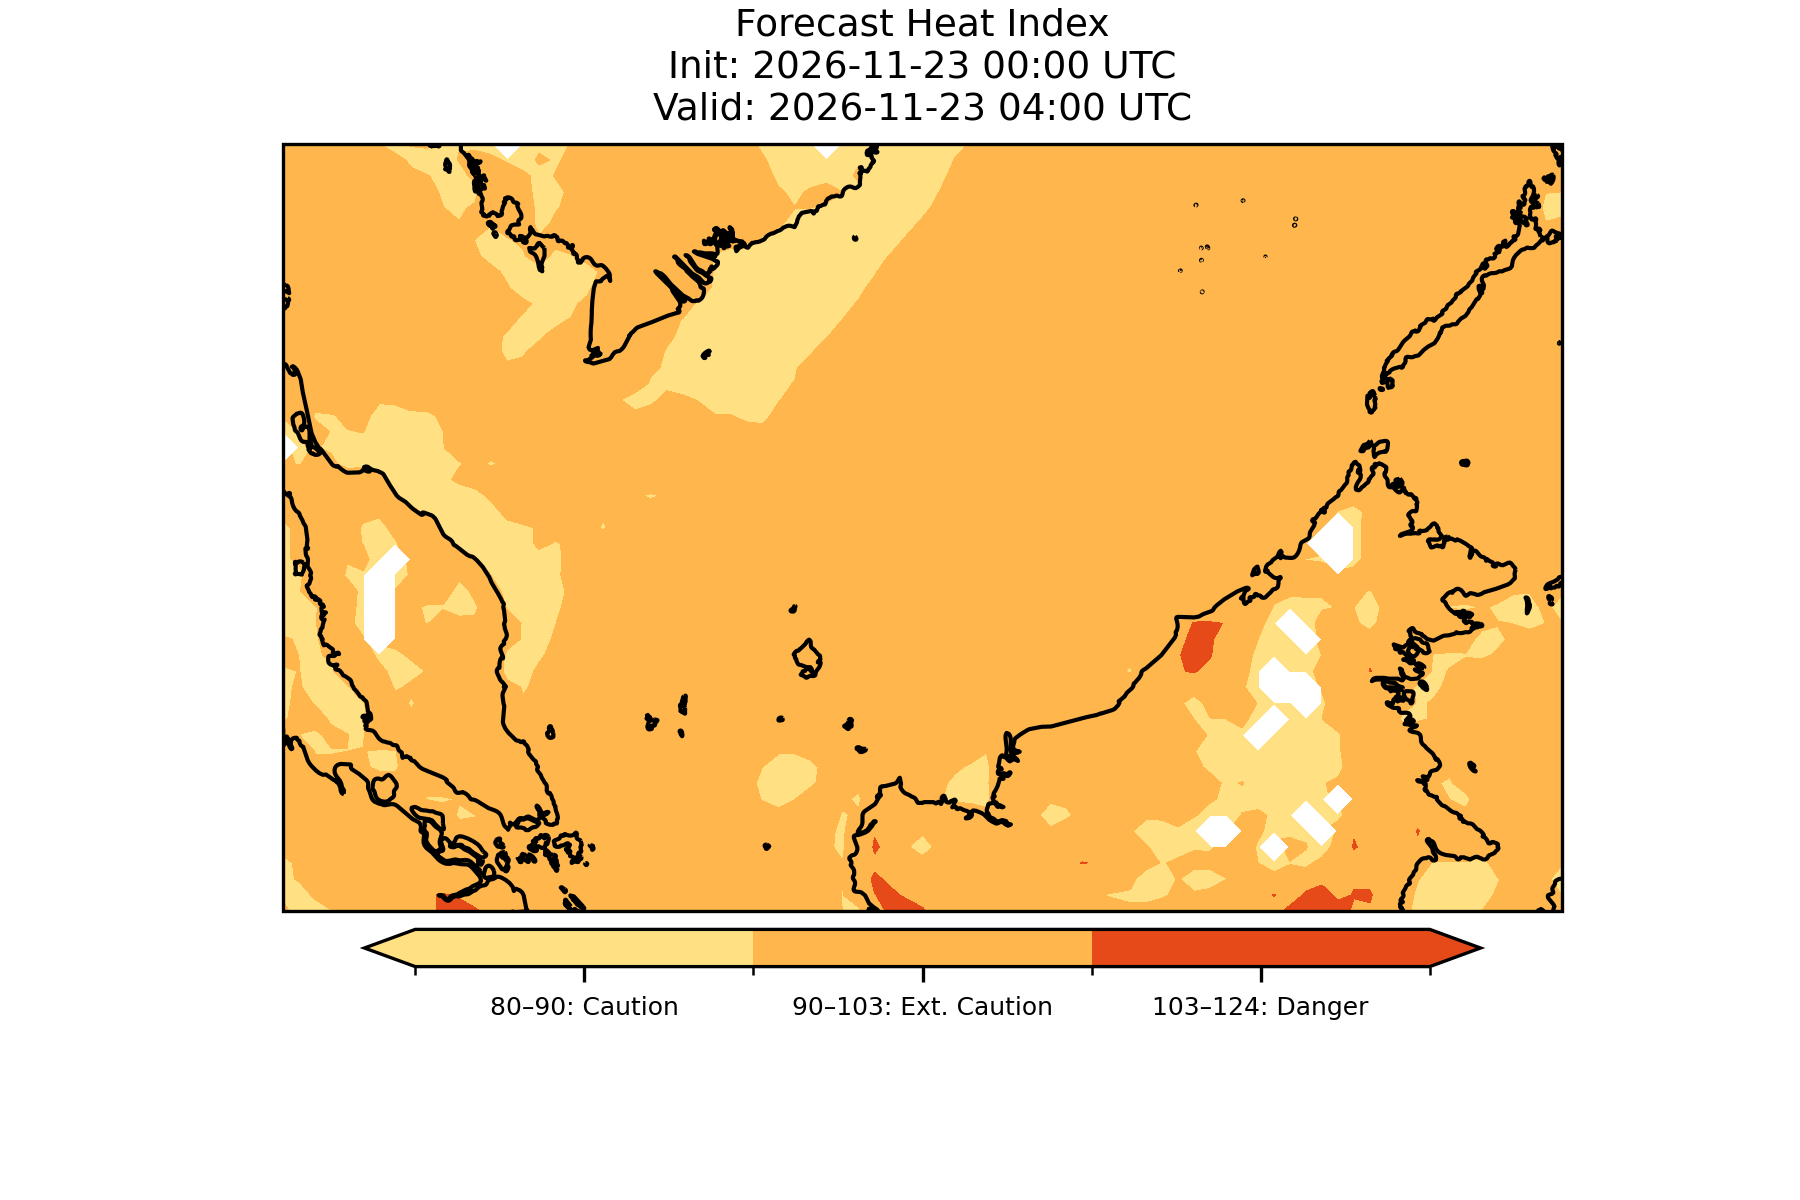 Forecast Heat Index
Init: 2026-11-23 00:00 UTC
Valid: 2026-11-23 04:00 UTC
80–90: Caution
90–103: Ext. Caution
103–124: Danger